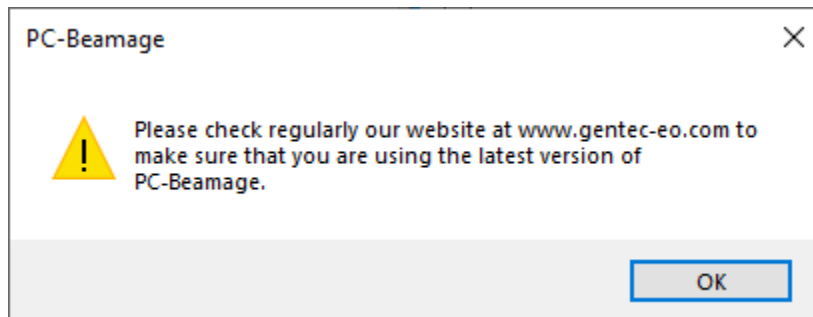 PC-Beamage
Please check regularly our website at www.gentec-eo.com to
make sure that you are using the latest version of
PC-Beamage.
OK